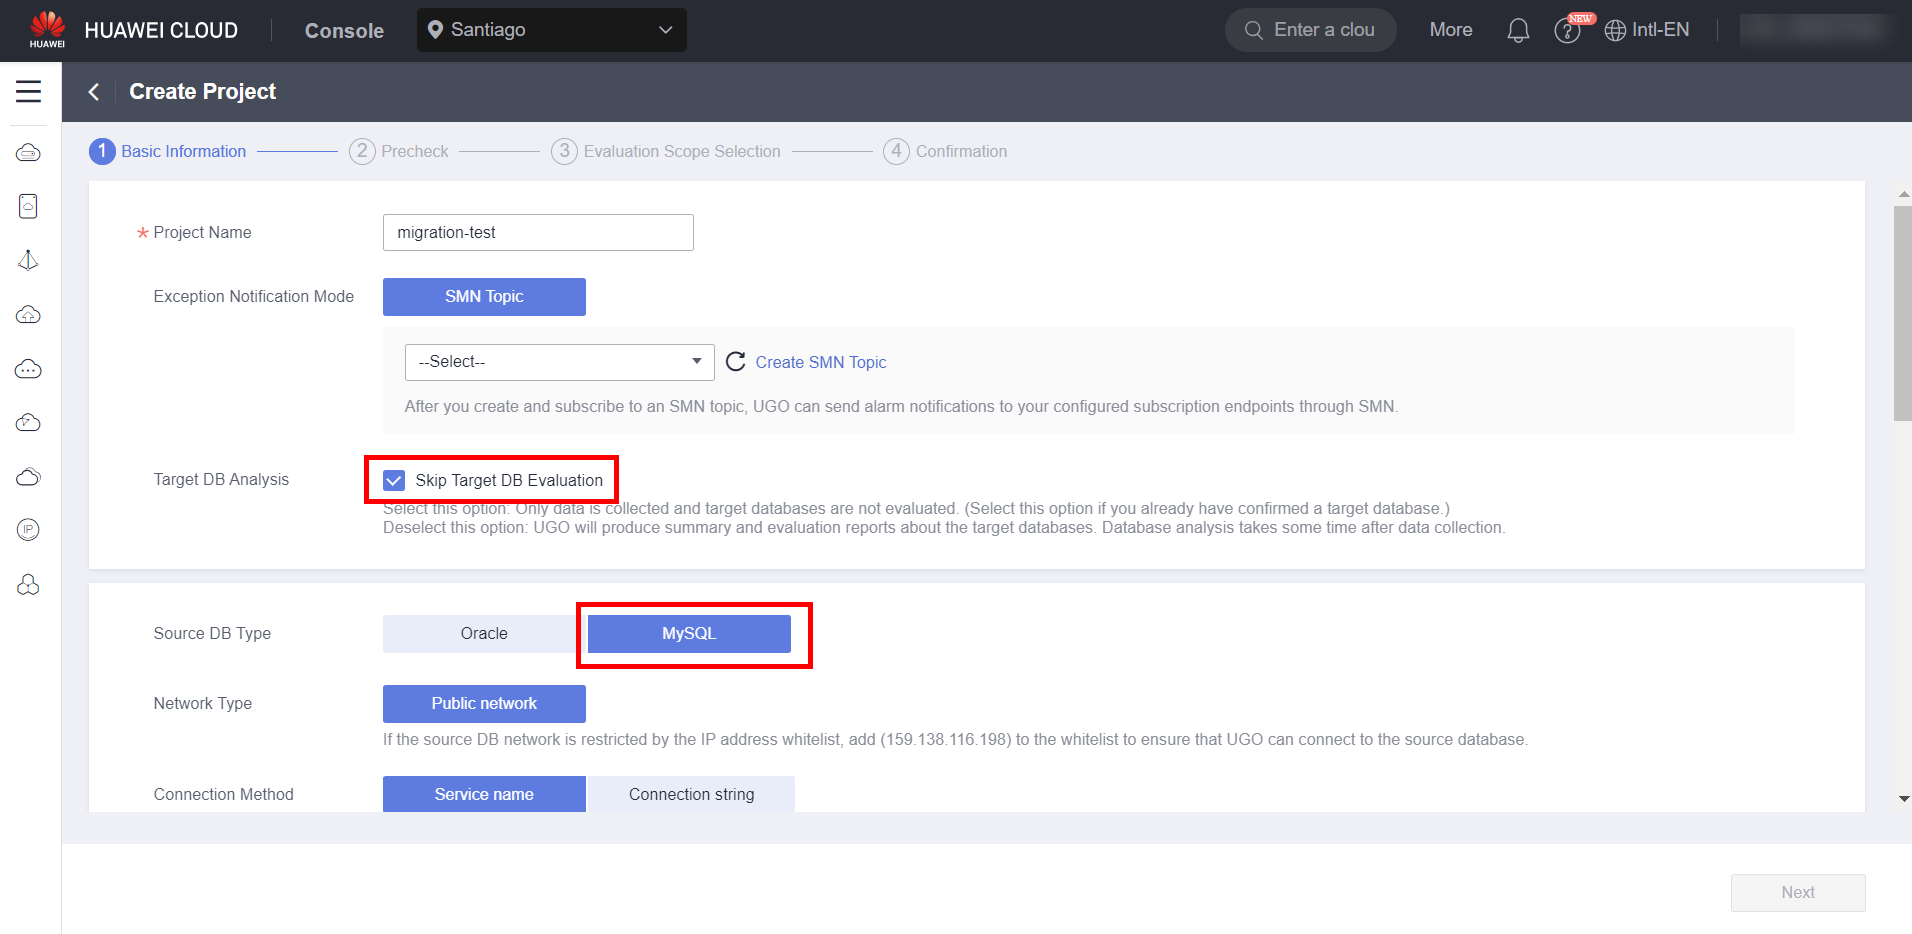 HUAWEI
HUAWEI CLOUD
Console
Santiago
Enter a clou
More
NEW
?
Intl-EN
Create Project
1 Basic Information
2 Precheck
3 Evaluation Scope Selection
4 Confirmation
* Project Name
migration-test
Exception Notification Mode
SMN Topic
--Select--
Create SMN Topic
After you create and subscribe to an SMN topic, UGO can send alarm notifications to your configured subscription endpoints through SMN.
Target DB Analysis
Skip Target DB Evaluation
Select this option: Only data is collected and target databases are not evaluated. (Select this option if you already have confirmed a target database.)
Deselect this option: UGO will produce summary and evaluation reports about the target databases. Database analysis takes some time after data collection.
IP
Source DB Type
Oracle
MySQL
Network Type
Public network
If the source DB network is restricted by the IP address whitelist, add (159.138.116.198) to the whitelist to ensure that UGO can connect to the source database.
Connection Method
Service name
Connection string
Next